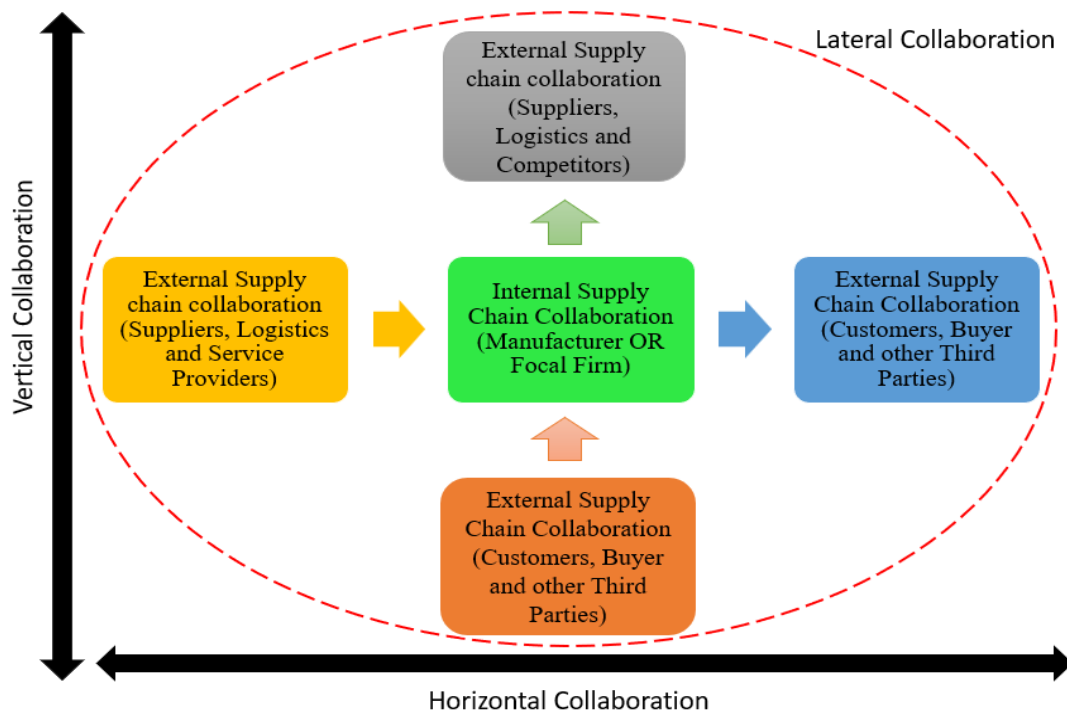 Lateral Collaboration
External Supply
chain collaboration
(Suppliers,
Logistics and
Competitors)
Vertical Collaboration
External Supply
chain collaboration
(Suppliers, Logistics
and Service
Providers)
Internal Supply
Chain Collaboration
(Manufacturer OR
Focal Firm)
External Supply
Chain Collaboration
(Customers, Buyer
and other Third
Parties)
External Supply
Chain Collaboration
(Customers, Buyer
and other Third
Parties)
Horizontal Collaboration